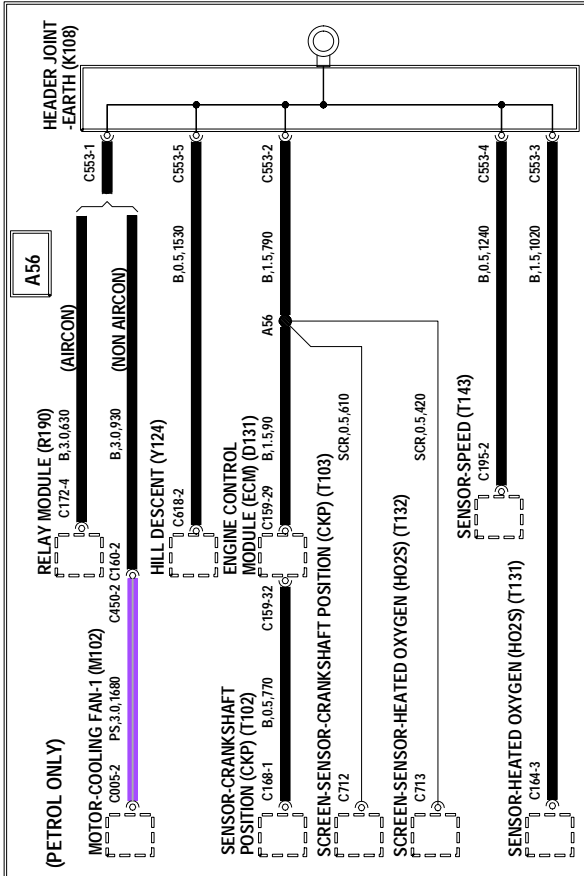 HEADER JOINT
-EARTH (K108)
A56
C553-1
C553-5
C553-2
C553-4
C553-3
(AIRCON)
(NON AIRCON)
B,0.5,1530
B,1.5,790
B,0.5,1240
B,1.5,1020
A56
RELAY MODULE (R190)
C172-4
B,3.0,630
B,3.0,930
C450-2
C160-2
HILL DESCENT (Y124)
C618-2
ENGINE CONTROL
MODULE (ECM) (D131)
C159-29
B,1.5,90
C159-32
SCR,0.5,610
SCR,0.5,420
SENSOR-SPEED (T143)
C195-2
(PETROL ONLY)
MOTOR-COOLING FAN-1 (M102)
C005-2
PS,3.0,1680
SENSOR-CRANKSHAFT
POSITION (CKP) (T102)
C168-1
B,0.5,770
SCREEN-SENSOR-CRANKSHAFT POSITION (CKP) (T103)
C712
SCREEN-SENSOR-HEATED OXYGEN (HO2S) (T132)
C713
SENSOR-HEATED OXYGEN (HO2S) (T131)
C164-3